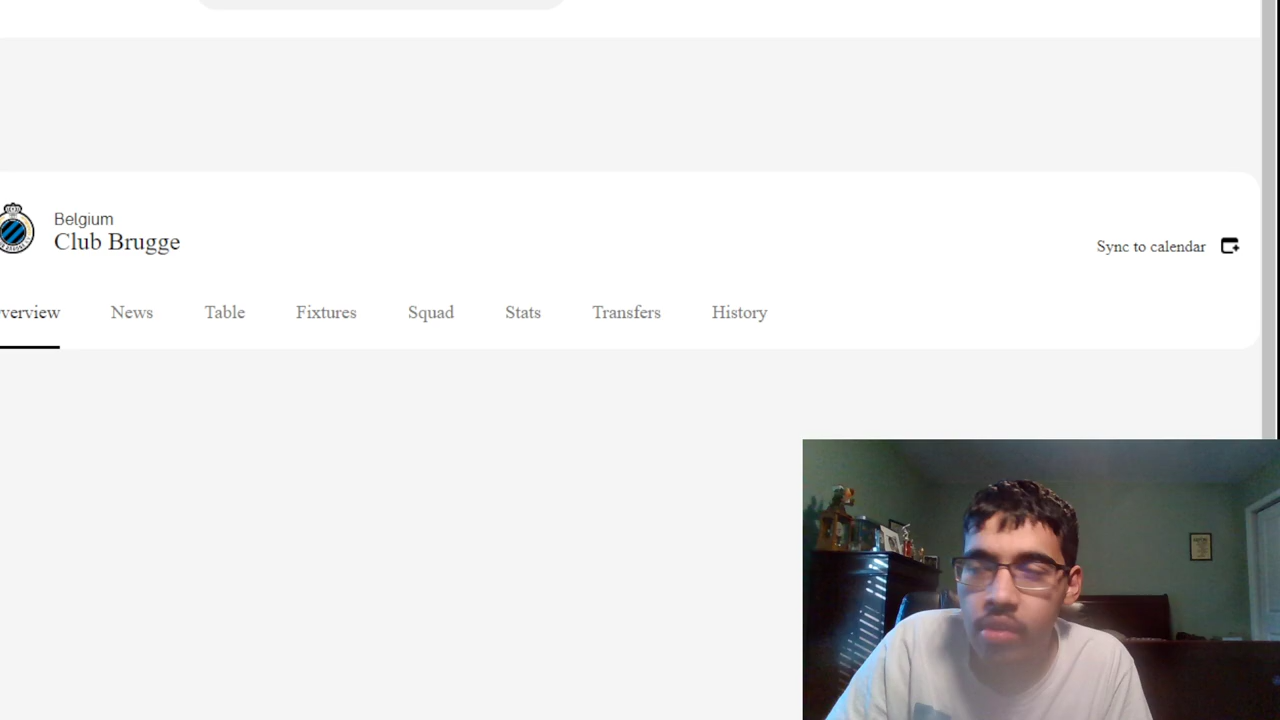 Belgium
Club Brugge
Sync to calendar
verview News Table Fixtures Squad Stats Transfers History